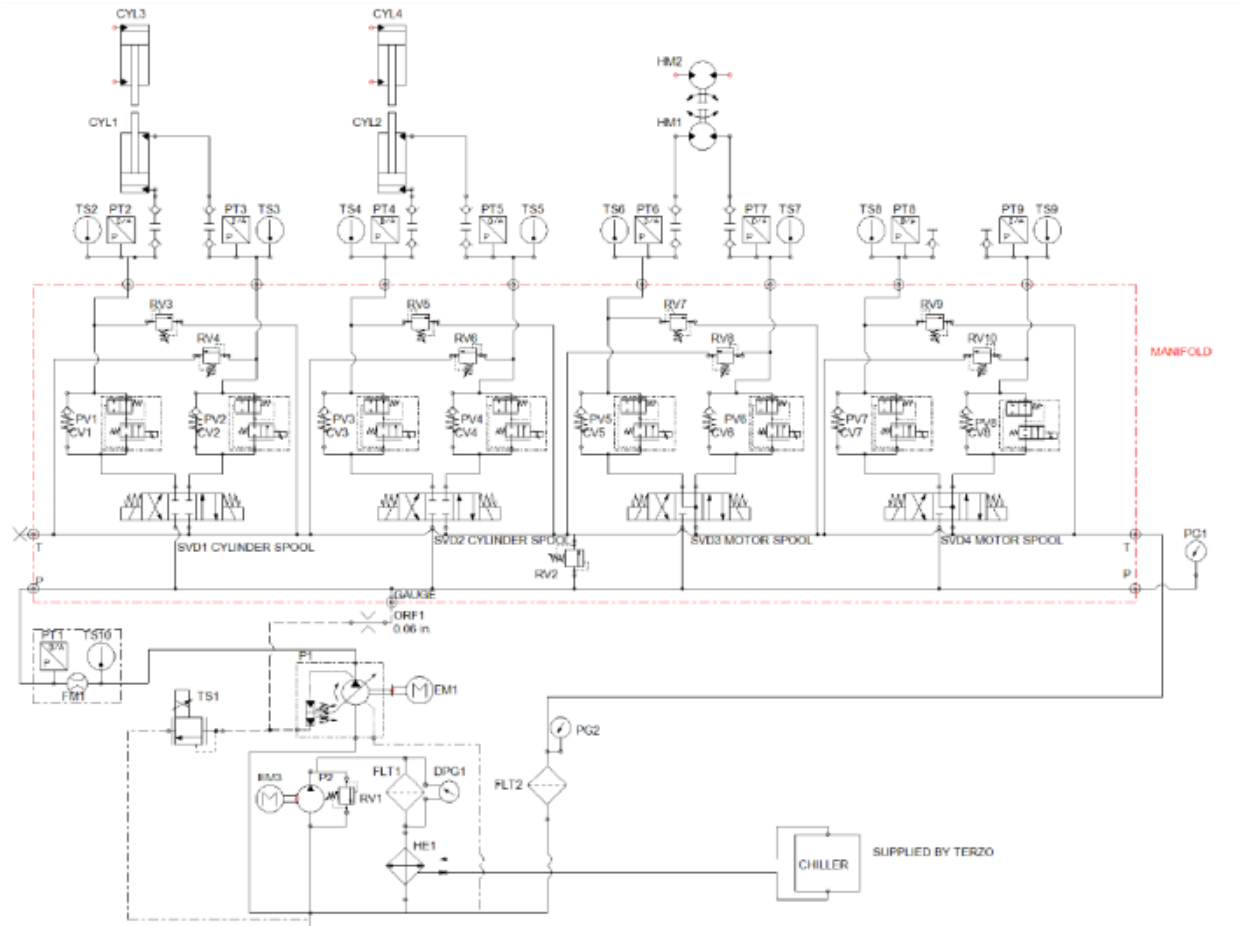 CYL3
CYL4
HM2
CYL1
CYL2
HM1
TS2 PT2 PT3 TS3 TS4 PT4 PT5 TS5 TS6 PT6 PT7 TS7 TS8 PT8 PT9 TS9
P P P P P P P P
RV3 RV5 RV7 RV9
RV4 RV6 RV8 RV10
MANIFOLD
PV1 PV2 PV3 PV4 PV5 PV6 PV7 PV8
CV1 CV2 CV3 CV4 CV5 CV6 CV7 CV8
T SVD1 CYLINDER SPOOL SVD2 CYLINDER SPOOL SVD3 MOTOR SPOOL SVD4 MOTOR SPOOL T
PG1
RV2
P P
GAUGE
ORF1
0.06 in
PT1 TS10
P
P1
FM1
TS1
M EM1
PG2
P2 FLT1 DPG1
M RV1
FLT2
HE1
CHILLER
SUPPLIED BY TERZO